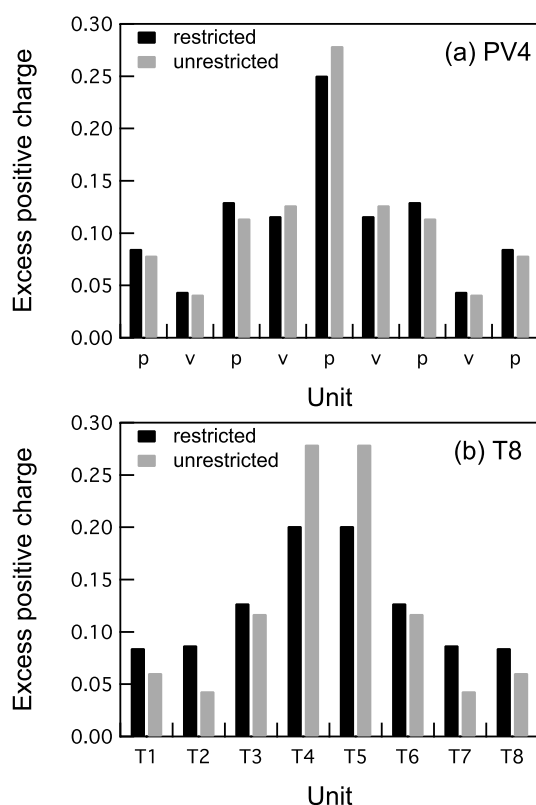 0.30
restricted
unrestricted
(a) PV4
0.25
0.20
0.15
0.10
0.05
0.00
Excess positive charge
p v p v p v p v p
Unit
0.30
restricted
unrestricted
(b) T8
0.25
0.20
0.15
0.10
0.05
0.00
Excess positive charge
T1 T2 T3 T4 T5 T6 T7 T8
Unit